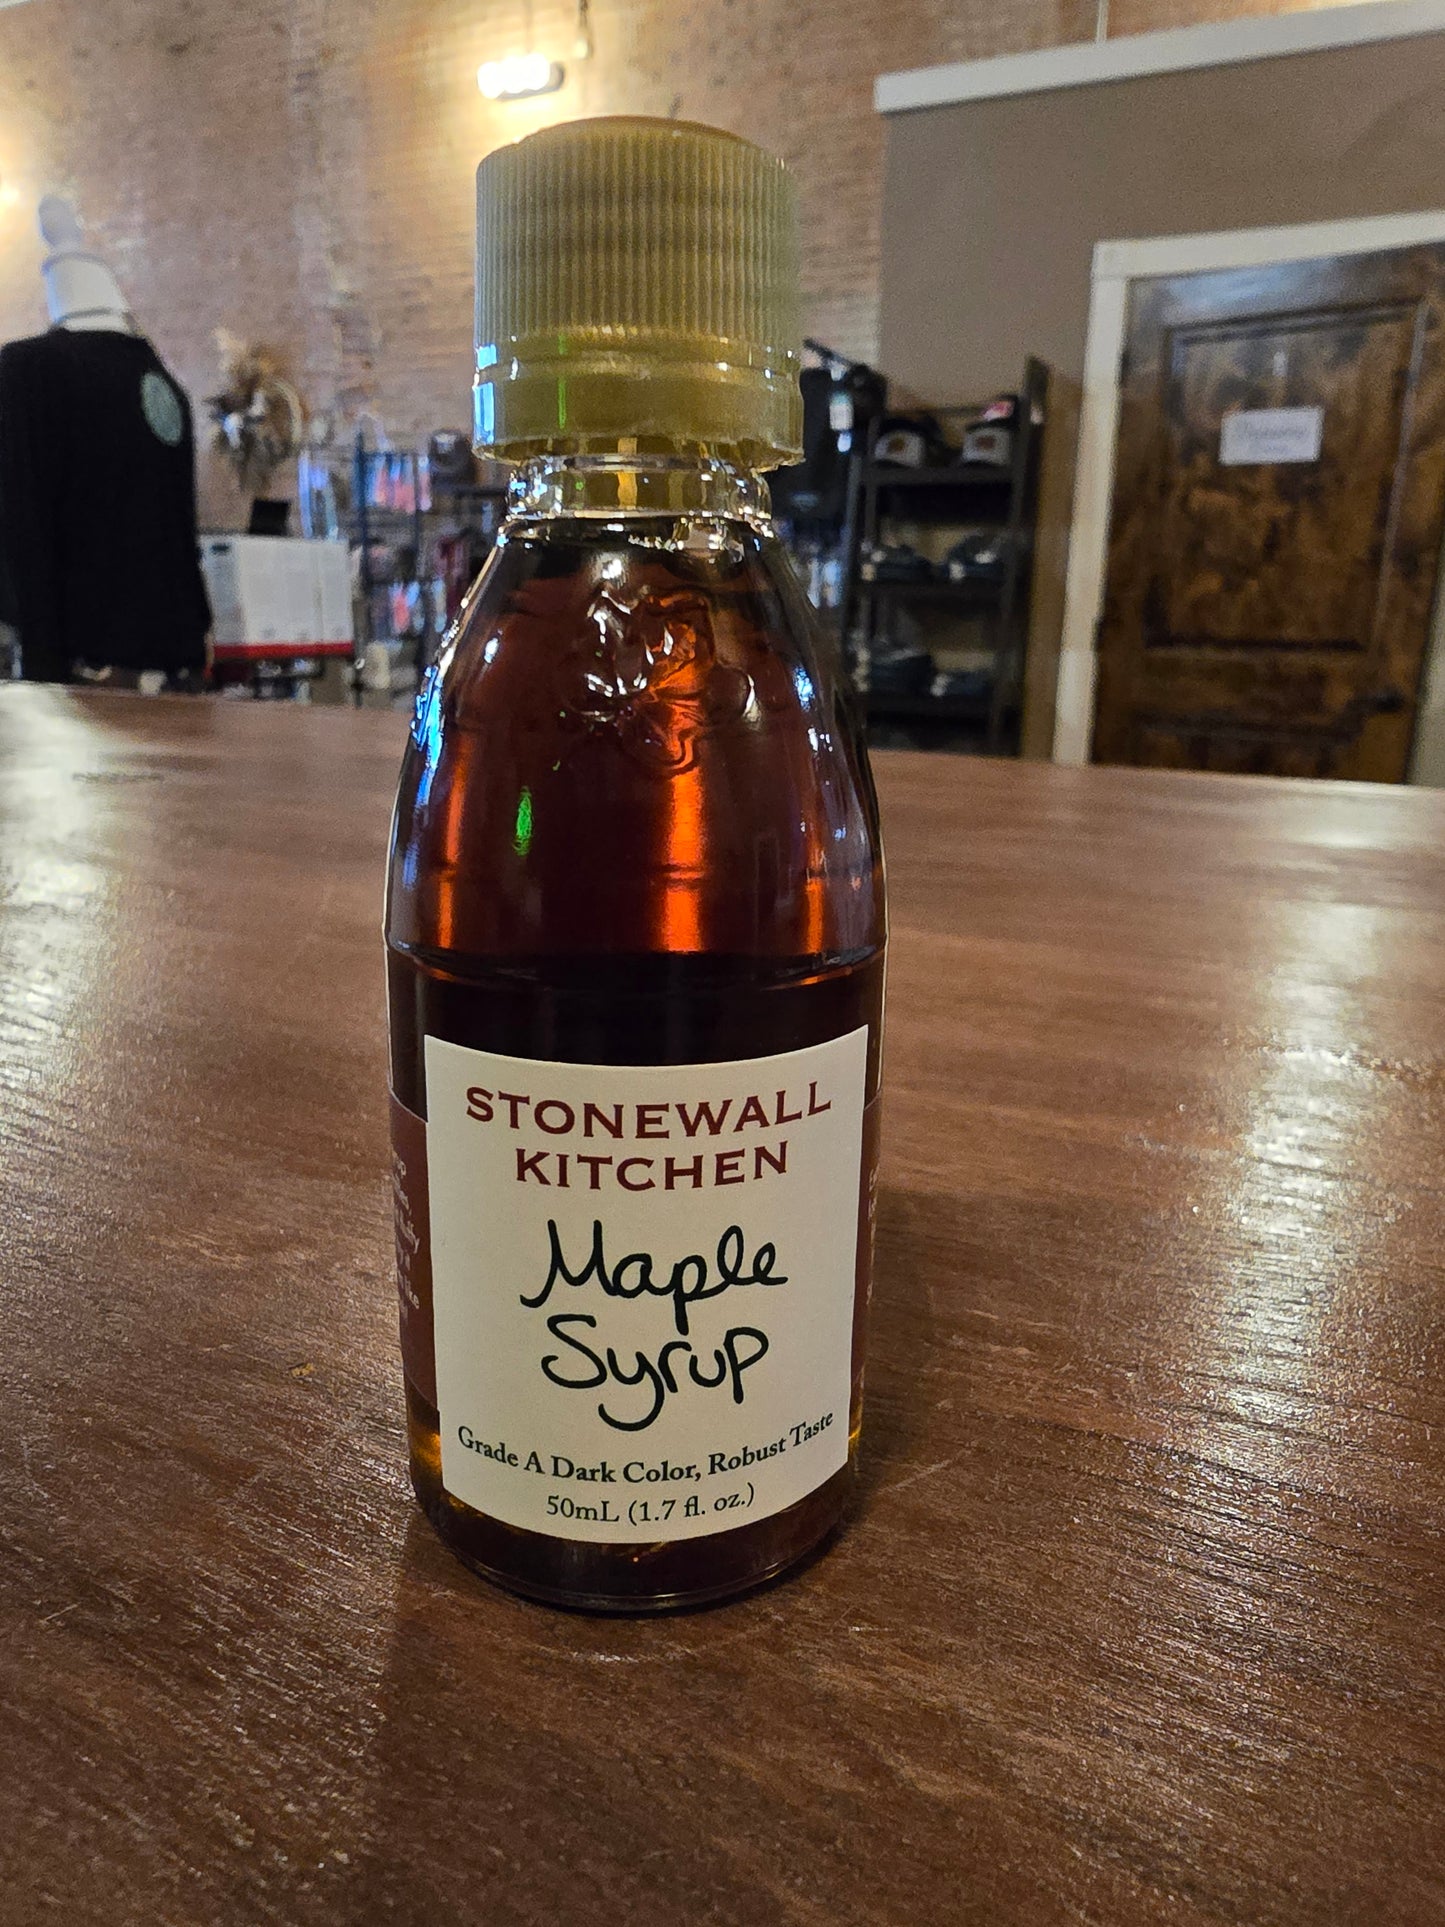 STONEWALL
KITCHEN
Maple
Syrup
Grade A Dark Color, Robust Taste
50mL (1.7 fl. oz.)